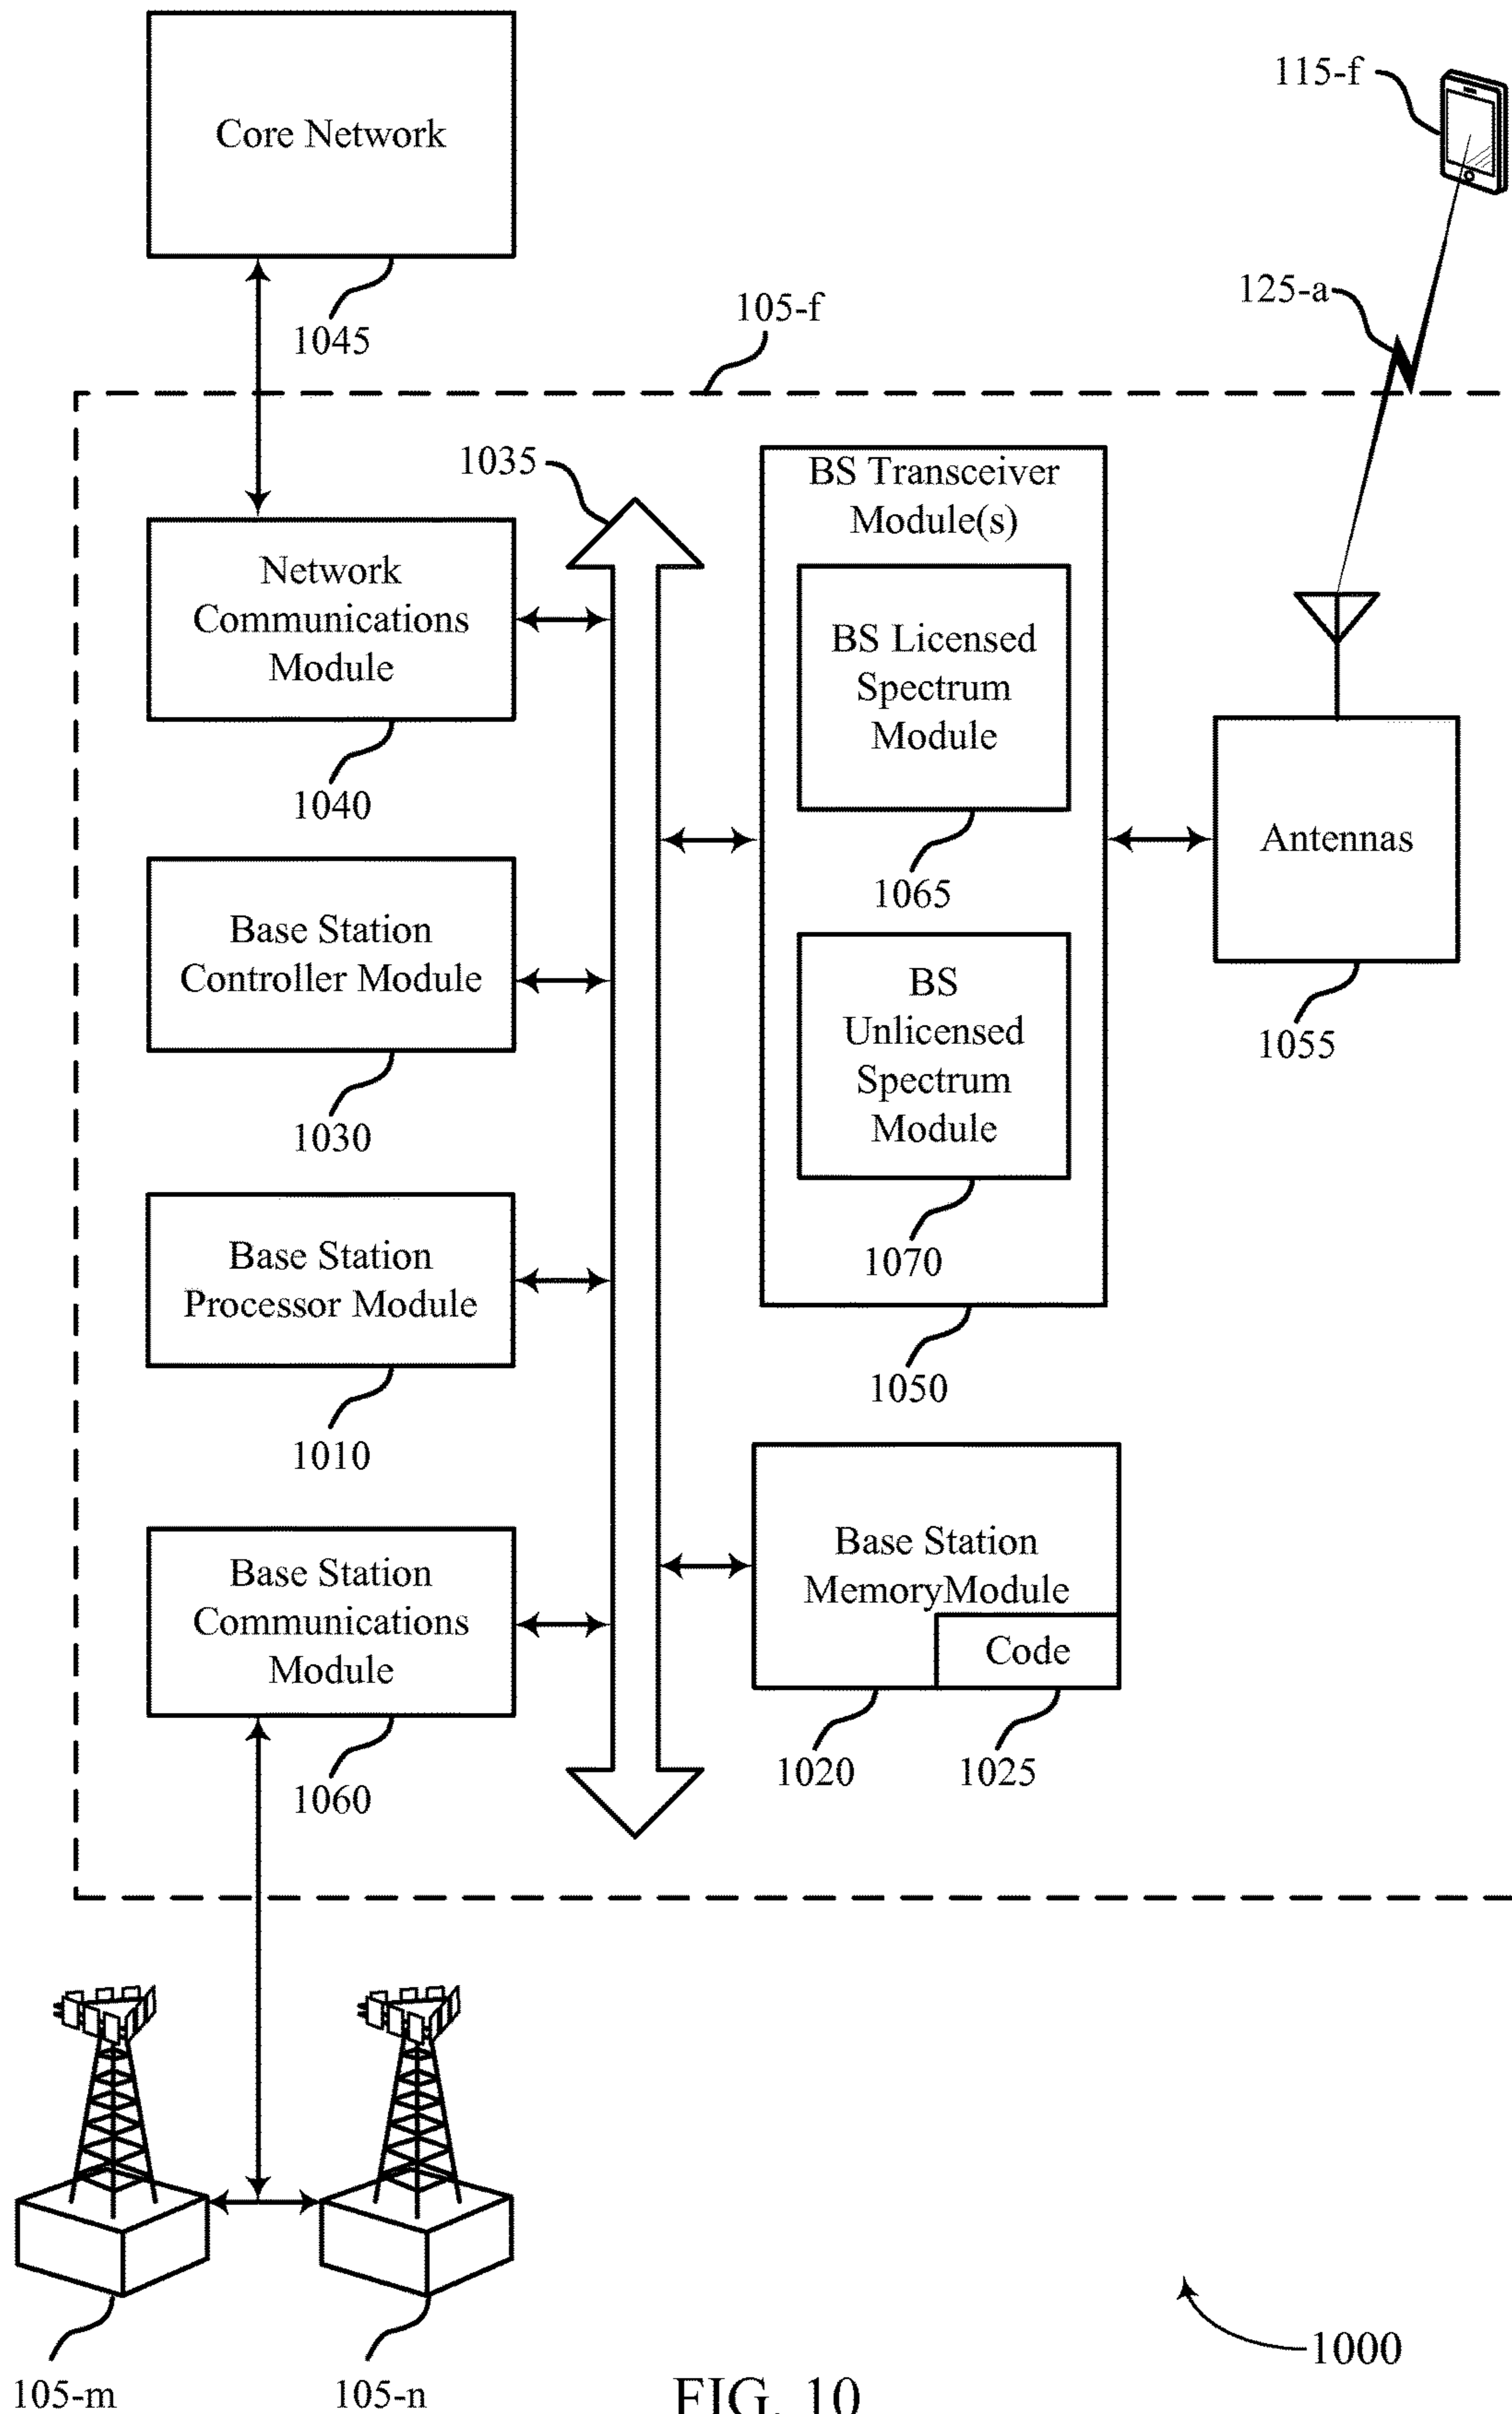 Core Network
1045
115-f
125-a
105-f
1035
Network
Communications
Module
1040
BS Transceiver
Module(s)
BS Licensed
Spectrum
Module
1065
Antennas
1055
Base Station
Controller Module
1030
BS
Unlicensed
Spectrum
Module
1070
1050
Base Station
Processor Module
1010
Base Station
Communications
Module
1060
Base Station
MemoryModule
Code
1020
1025
105-m
105-n
1000
FIG. 10